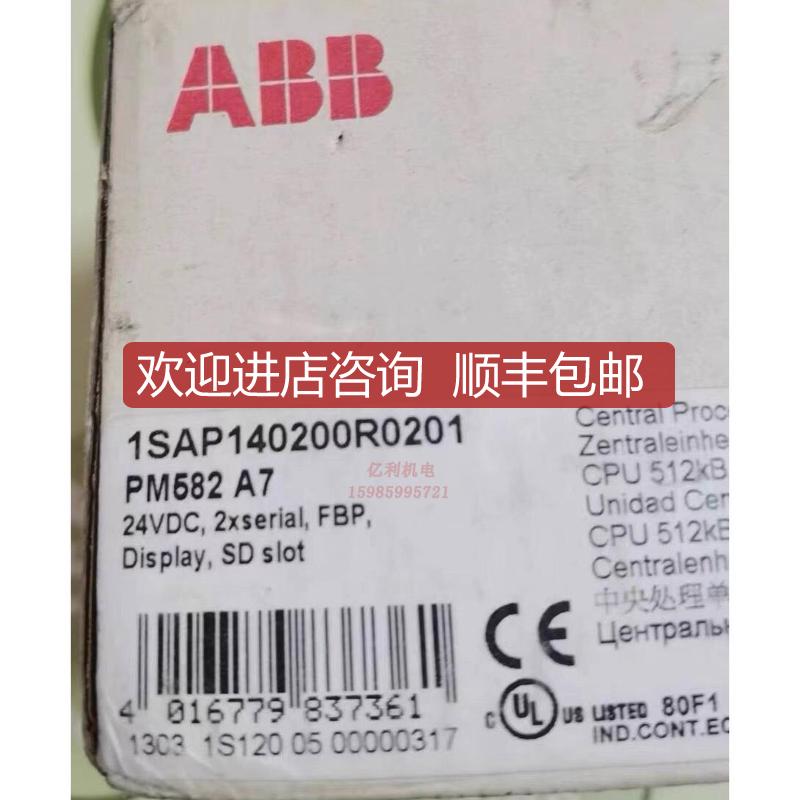 ABB
欢迎进店咨询 顺丰包邮
1SAP140200R0201
亿利机电
PM582 A7
15985995721
24VDC, 2xserial, FBP,
Display, SD slot
Central Proc
Zentraleinhe
CPU 512kB
Unidad Cen
CPU 512kB
Centralenh
中央处理单
Центральн
CE
4 016779 837361
1303 1S120 05 00000317
C UL US LISTED 80F1
IND.CONT.EQ